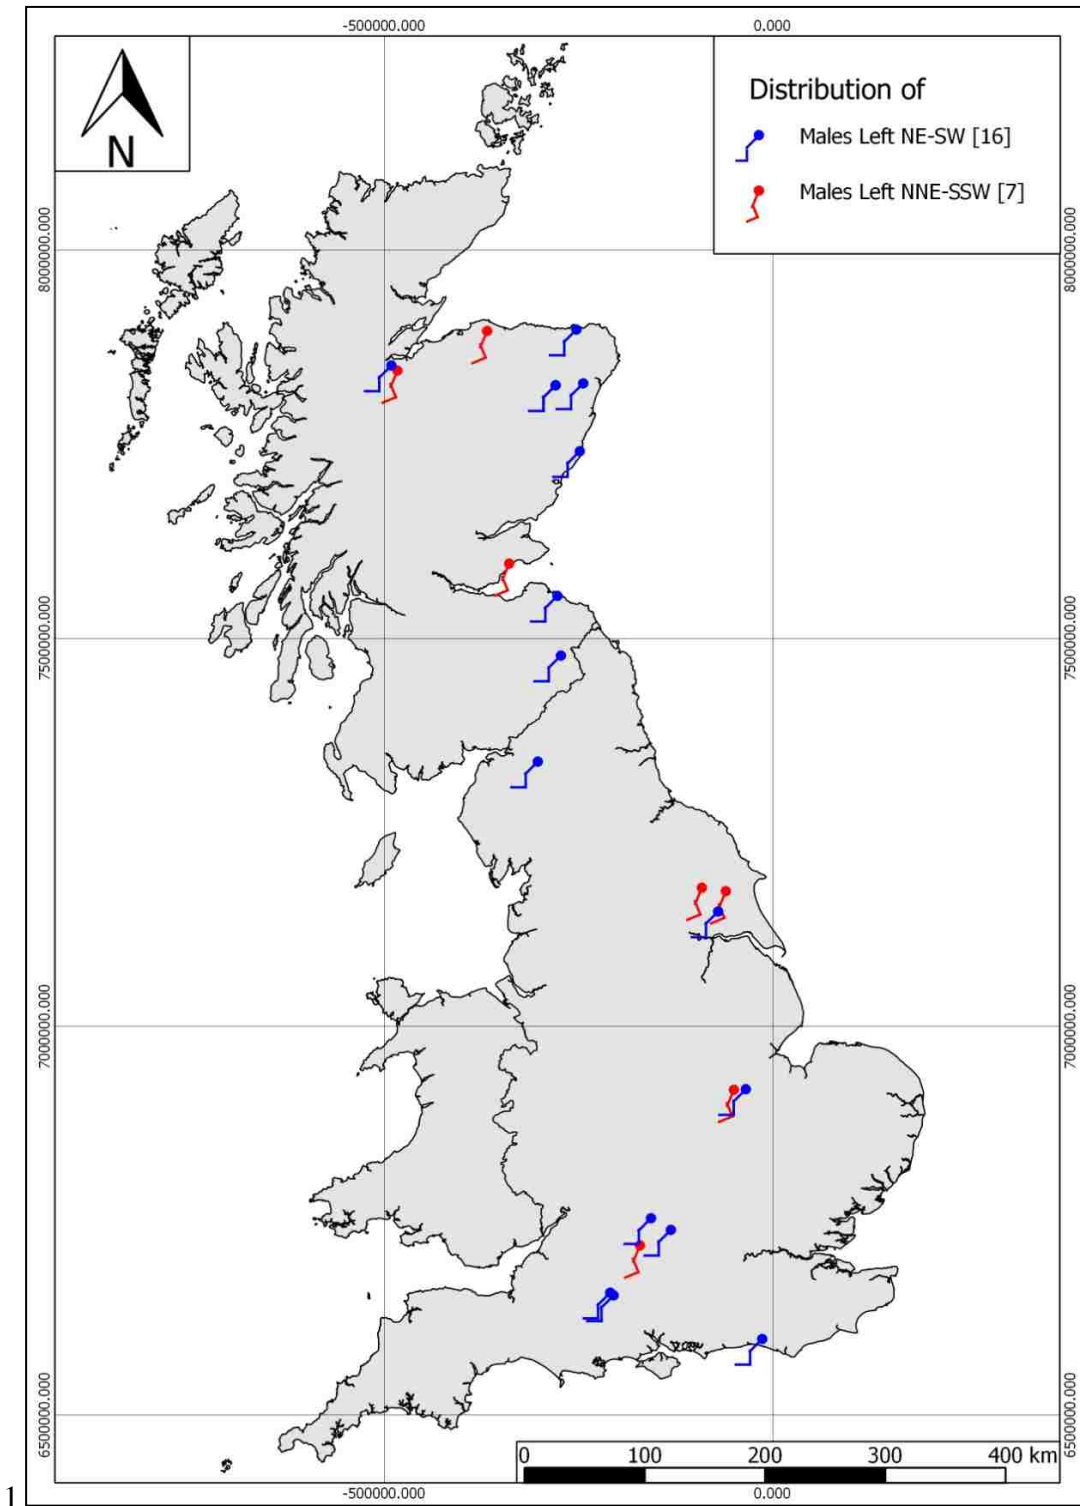 -500000.000 0.000
N
Distribution of
Males Left NE-SW [16]
Males Left NNE-SSW [7]
8000000.000 8000000.000
7500000.000 7500000.000
7000000.000 7000000.000
6500000.000 6500000.000
0 100 200 300 400 km
-500000.000 0.000
1